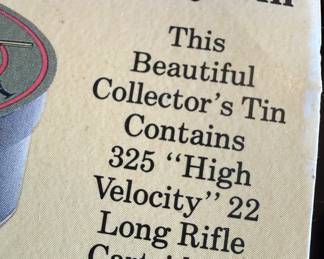 This
Beautiful
Collector's Tin
Contains
325 "High
Velocity" 22
Long Rifle